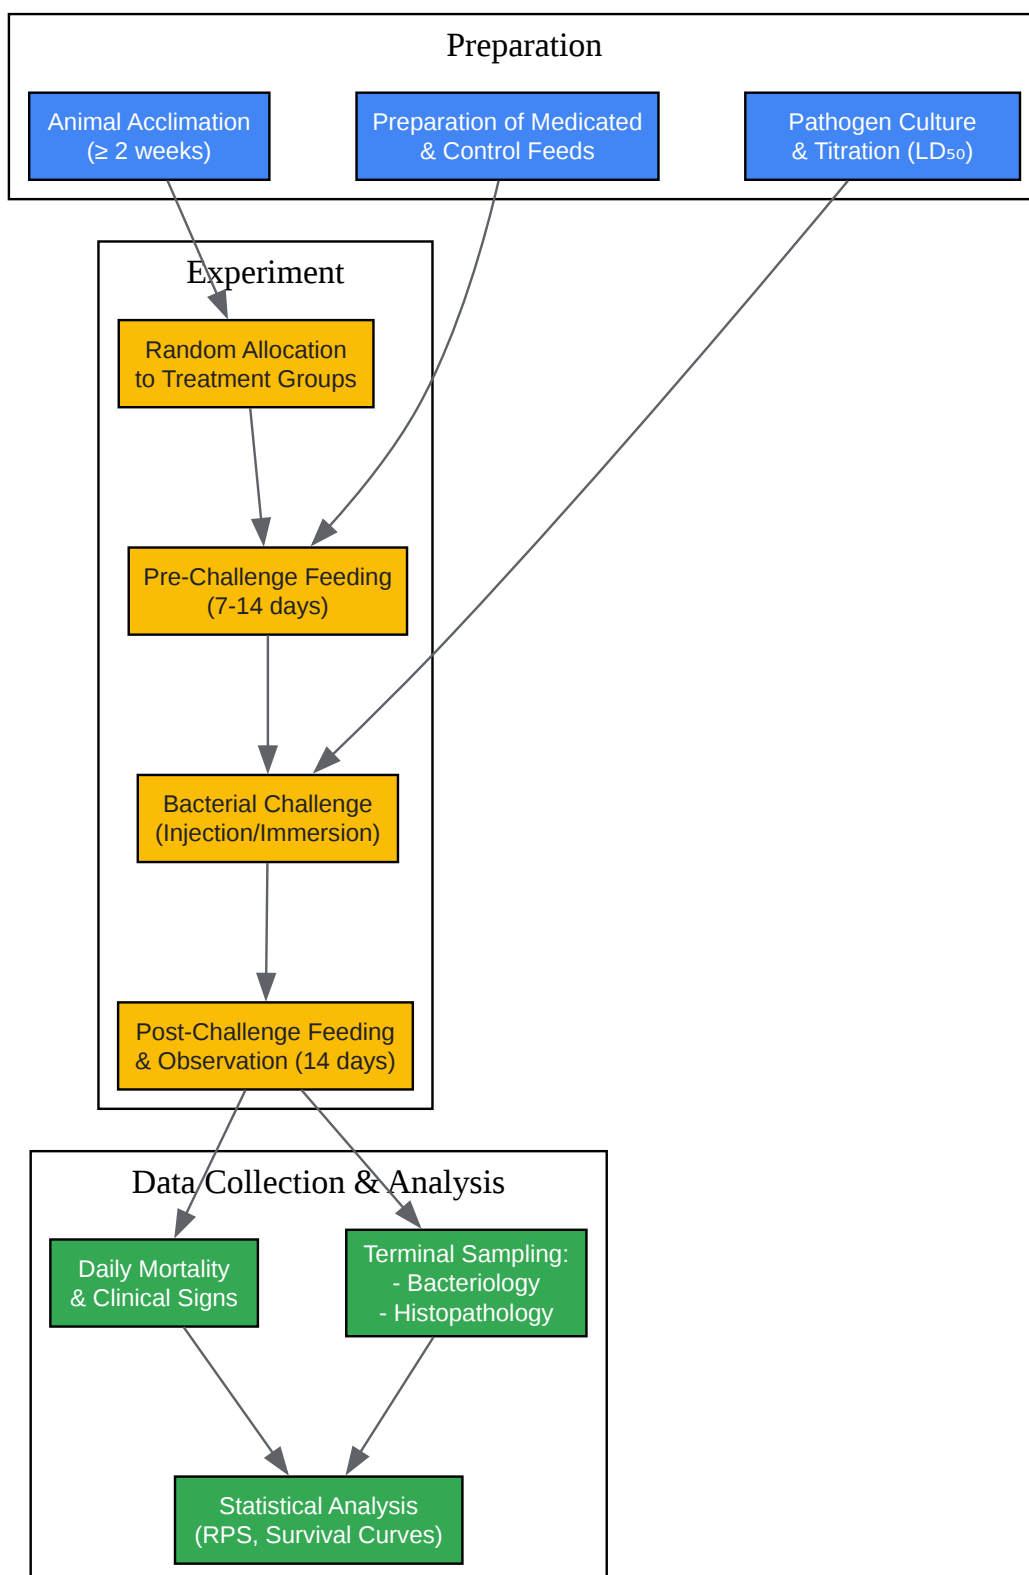 Preparation
Animal Acclimation
(≥ 2 weeks)
Preparation of Medicated
& Control Feeds
Pathogen Culture
& Titration (LD₅₀)
Experiment
Random Allocation
to Treatment Groups
Pre-Challenge Feeding
(7-14 days)
Bacterial Challenge
(Injection/Immersion)
Post-Challenge Feeding
& Observation (14 days)
Data Collection & Analysis
Daily Mortality
& Clinical Signs
Terminal Sampling:
- Bacteriology
- Histopathology
Statistical Analysis
(RPS, Survival Curves)